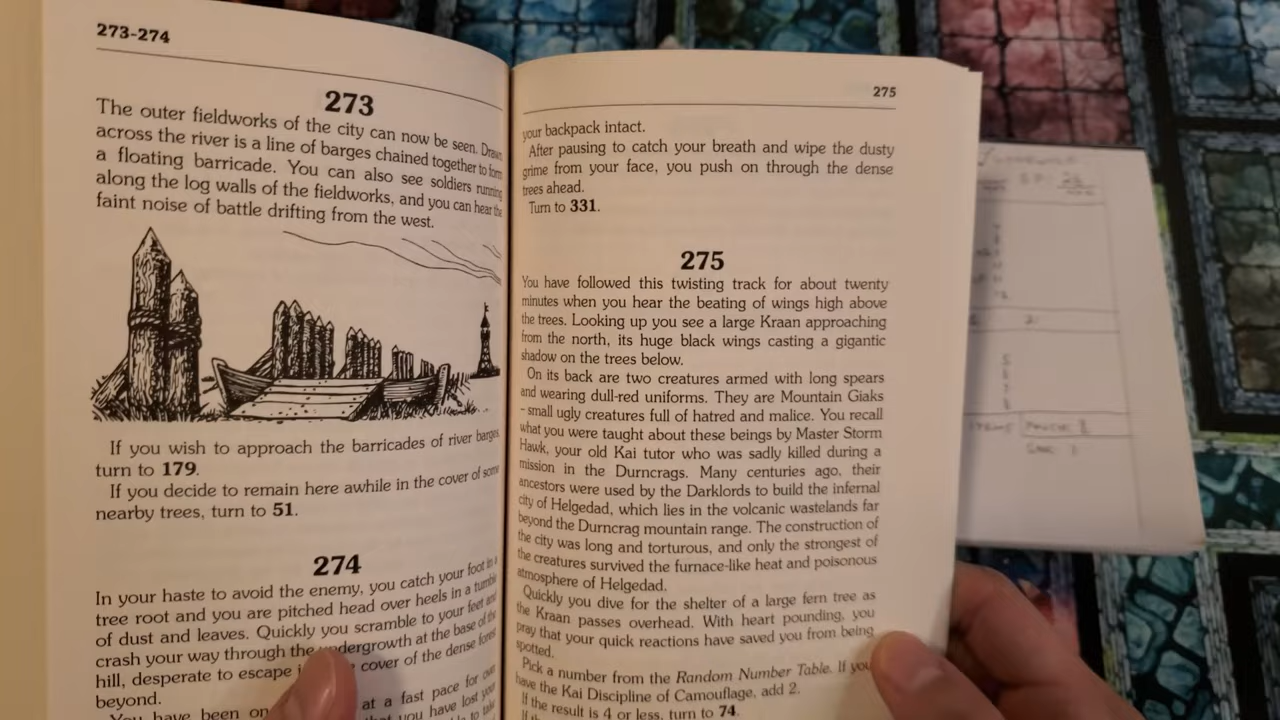 273-274
273
The outer fieldworks of the city can now be seen. Drawn
across the river is a line of barges chained together to form
a floating barricade. You can also see soldiers running
along the log walls of the fieldworks, and you can hear the
faint noise of battle drifting from the west.
If you wish to approach the barricades of river barges,
turn to 179.
If you decide to remain here awhile in the cover of some
nearby trees, turn to 51.
274
In your haste to avoid the enemy, you catch your foot in a
tree root and you are pitched head over heels in a tumble
of dust and leaves. Quickly you scramble to your feet and
crash your way through the undergrowth at the base of the
hill, desperate to escape cover of the dense forest
beyond.
You have been on at a fast pace for over
that you have lost your
to take
275
your backpack intact.
After pausing to catch your breath and wipe the dusty
grime from your face, you push on through the dense
trees ahead.
Turn to 331.
275
You have followed this twisting track for about twenty
minutes when you hear the beating of wings high above
the trees. Looking up you see a large Kraan approaching
from the north, its huge black wings casting a gigantic
shadow on the trees below.
On its back are two creatures armed with long spears
and wearing dull-red uniforms. They are Mountain Giaks
– small ugly creatures full of hatred and malice. You recall
what you were taught about these beings by Master Storm
Hawk, your old Kai tutor who was sadly killed during a
mission in the Durncrags. Many centuries ago, their
ancestors were used by the Darklords to build the infernal
city of Helgedad, which lies in the volcanic wastelands far
beyond the Durncrag mountain range. The construction of
the city was long and torturous, and only the strongest of
the creatures survived the furnace-like heat and poisonous
atmosphere of Helgedad.
Quickly you dive for the shelter of a large fern tree as
the Kraan passes overhead. With heart pounding, you
pray that your quick reactions have saved you from being
spotted.
Pick a number from the Random Number Table. If you
have the Kai Discipline of Camouflage, add 2.
If the result is 4 or less, turn to 74.